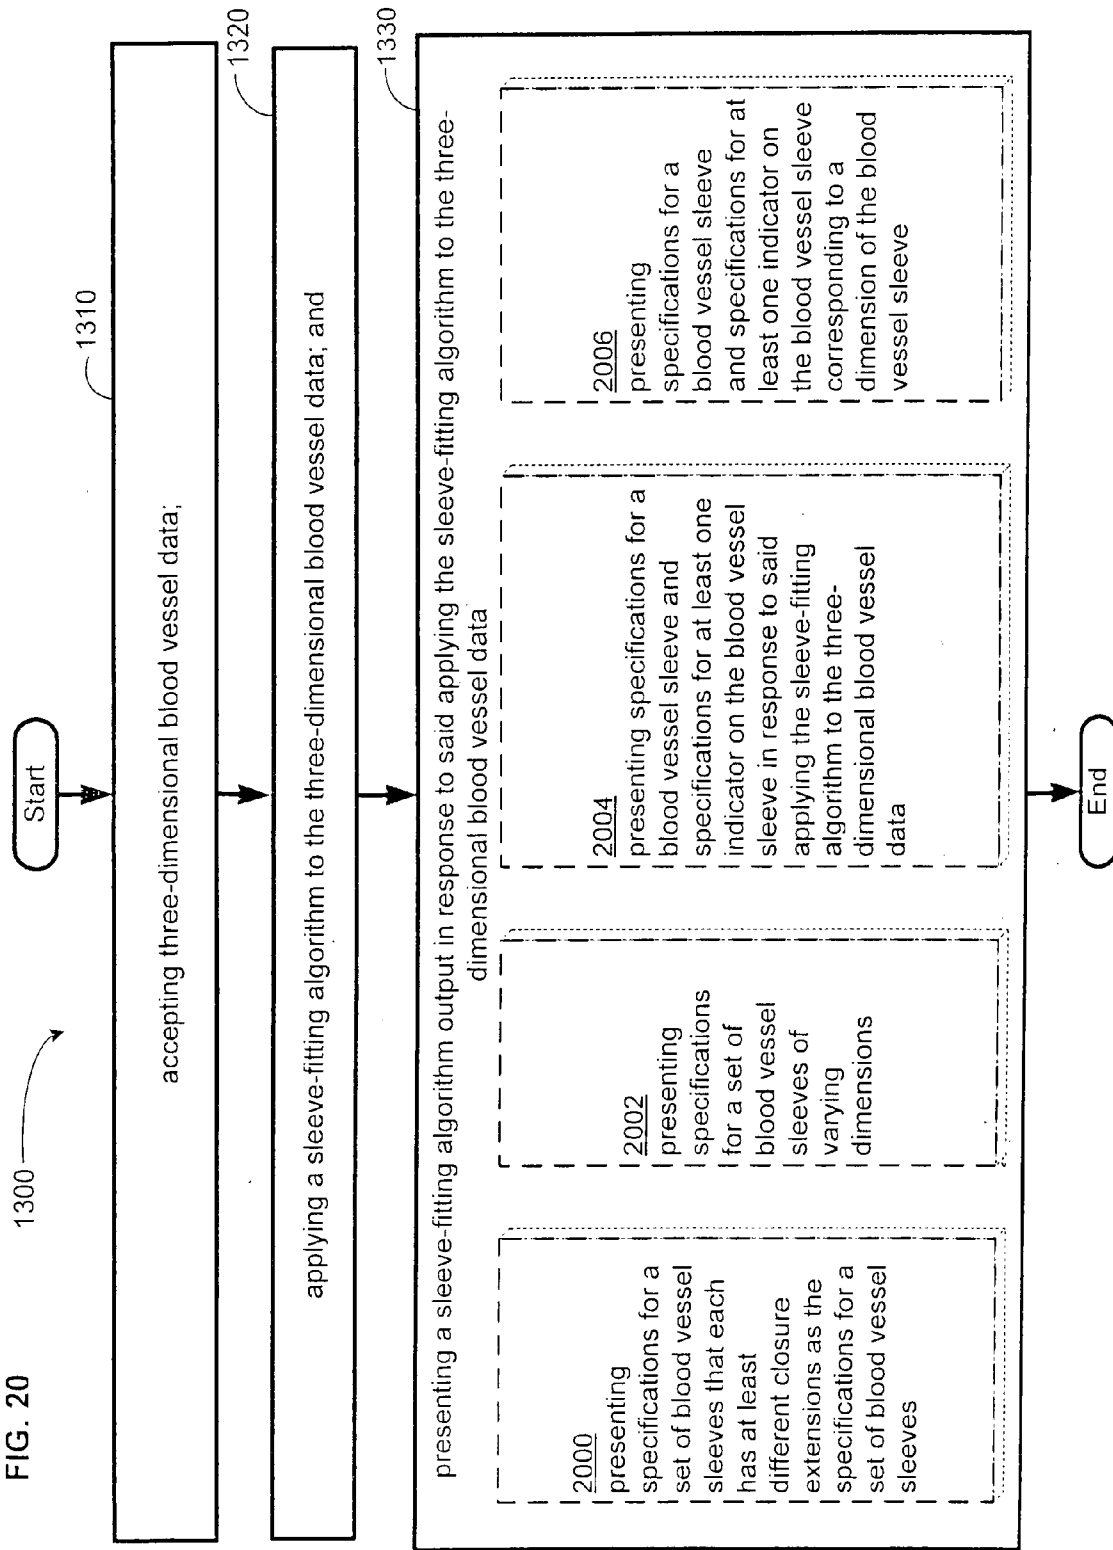 FIG. 20
1300
Start
1310
accepting three-dimensional blood vessel data;
1320
applying a sleeve-fitting algorithm to the three-dimensional blood vessel data; and
1330
presenting a sleeve-fitting algorithm output in response to said applying the sleeve-fitting algorithm to the three-
dimensional blood vessel data
2000
presenting
specifications for a
set of blood vessel
sleeves that each
has at least
different closure
extensions as the
specifications for a
set of blood vessel
sleeves
2002
presenting
specifications
for a set of
blood vessel
sleeves of
varying
dimensions
2004
presenting specifications for a
blood vessel sleeve and
specifications for at least one
indicator on the blood vessel
sleeve in response to said
applying the sleeve-fitting
algorithm to the three-
dimensional blood vessel
data
2006
presenting
specifications for a
blood vessel sleeve
and specifications for at
least one indicator on
the blood vessel sleeve
corresponding to a
dimension of the blood
vessel sleeve
End